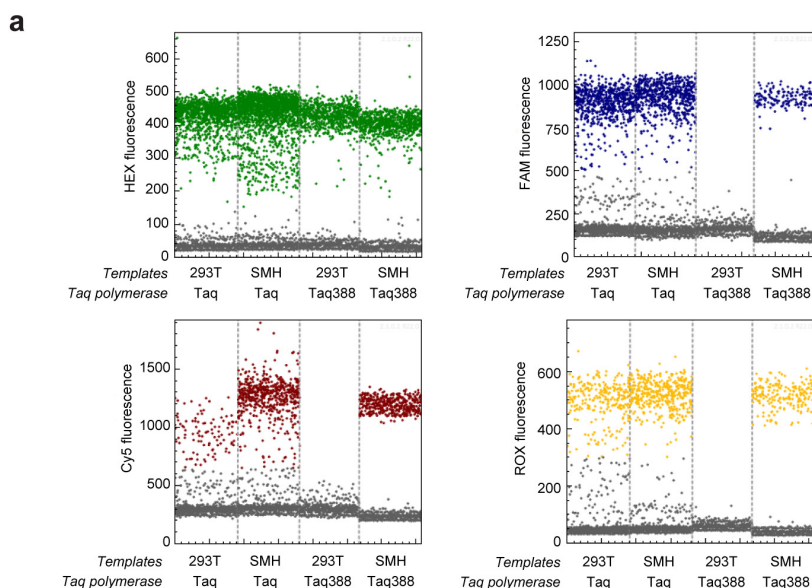 a
HEX fluorescence
600
500
400
300
200
100
0
Templates 293T SMH 293T SMH
Taq polymerase Taq Taq Taq388 Taq388
FAM fluorescence
1250
1000
750
500
250
0
Templates 293T SMH 293T SMH
Taq polymerase Taq Taq Taq388 Taq388
Cy5 fluorescence
1500
1000
500
0
Templates 293T SMH 293T SMH
Taq polymerase Taq Taq Taq388 Taq388
ROX fluorescence
600
400
200
0
Templates 293T SMH 293T SMH
Taq polymerase Taq Taq Taq388 Taq388